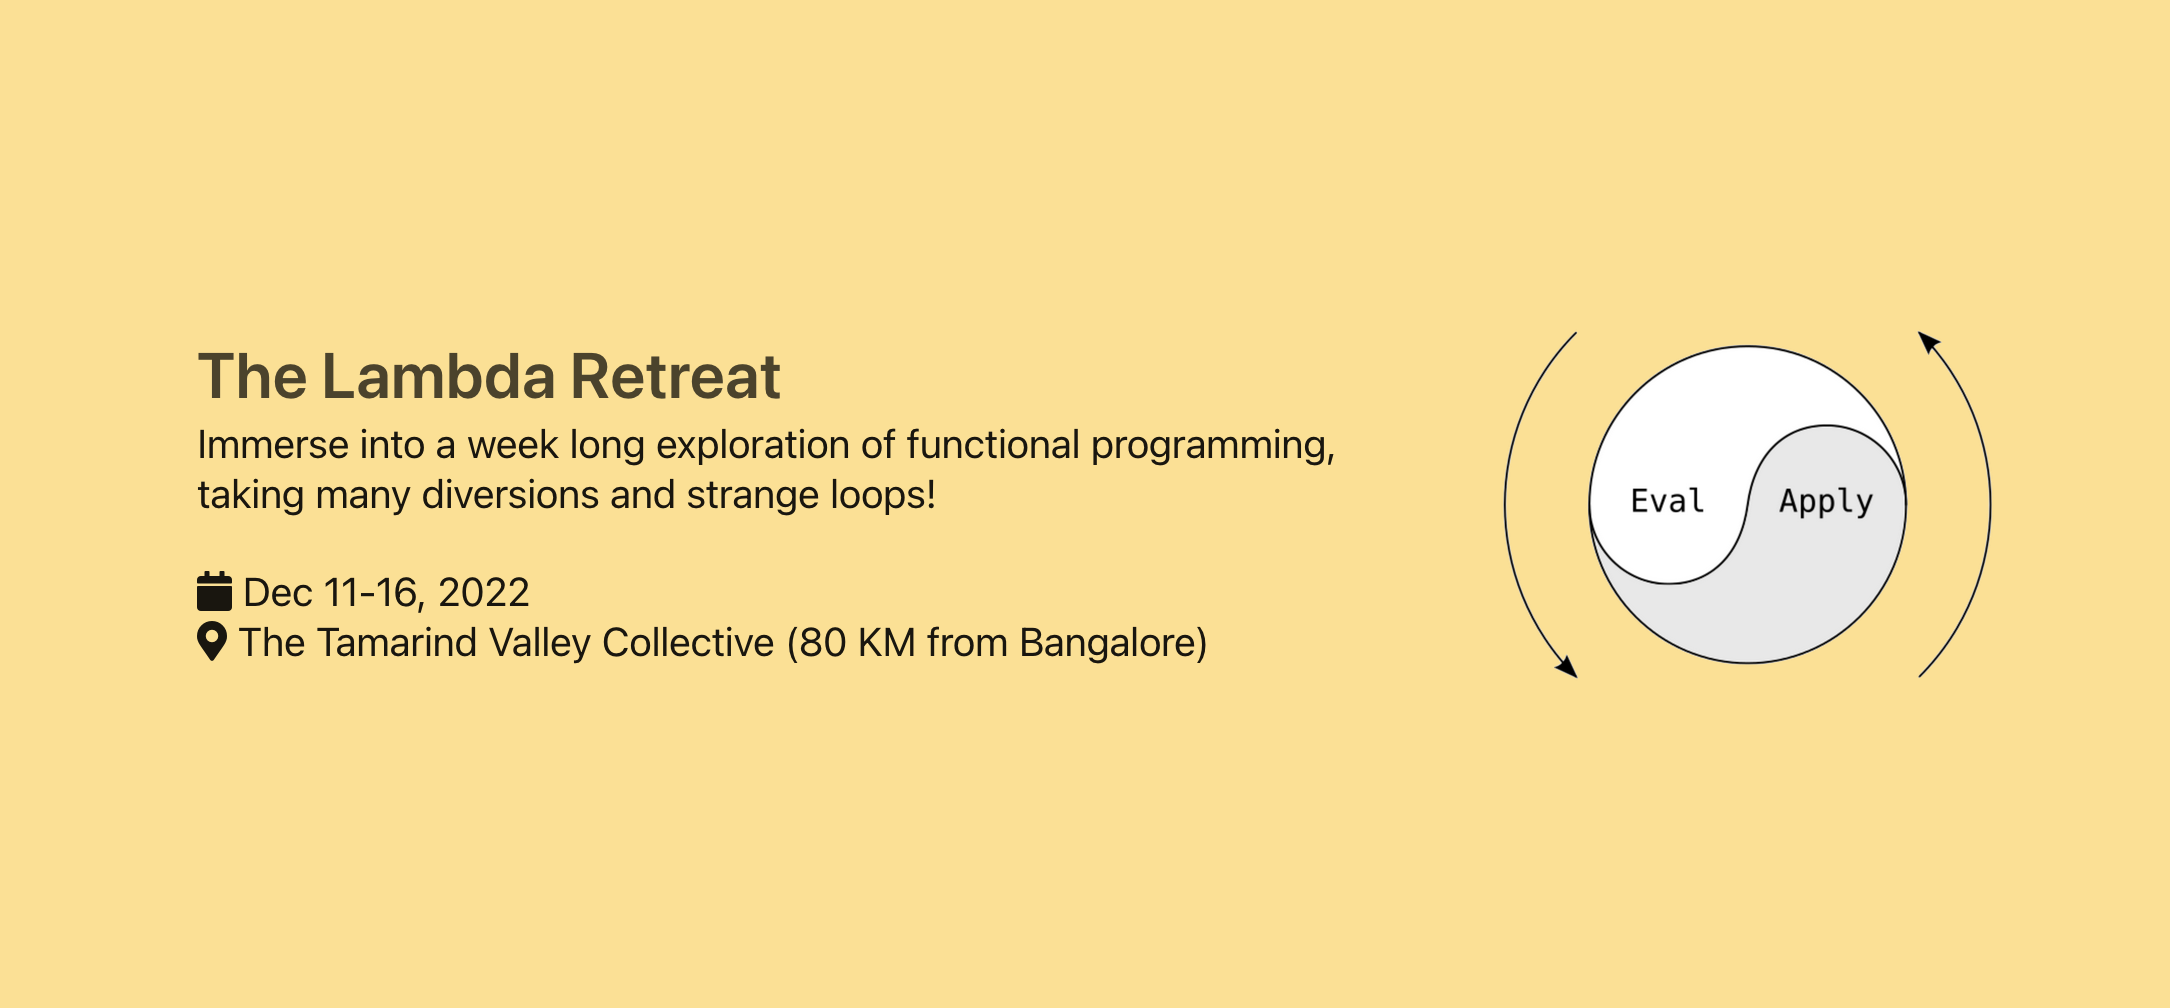 The Lambda Retreat
Immerse into a week long exploration of functional programming,
taking many diversions and strange loops!
Dec 11-16, 2022
The Tamarind Valley Collective (80 KM from Bangalore)
Eval
Apply